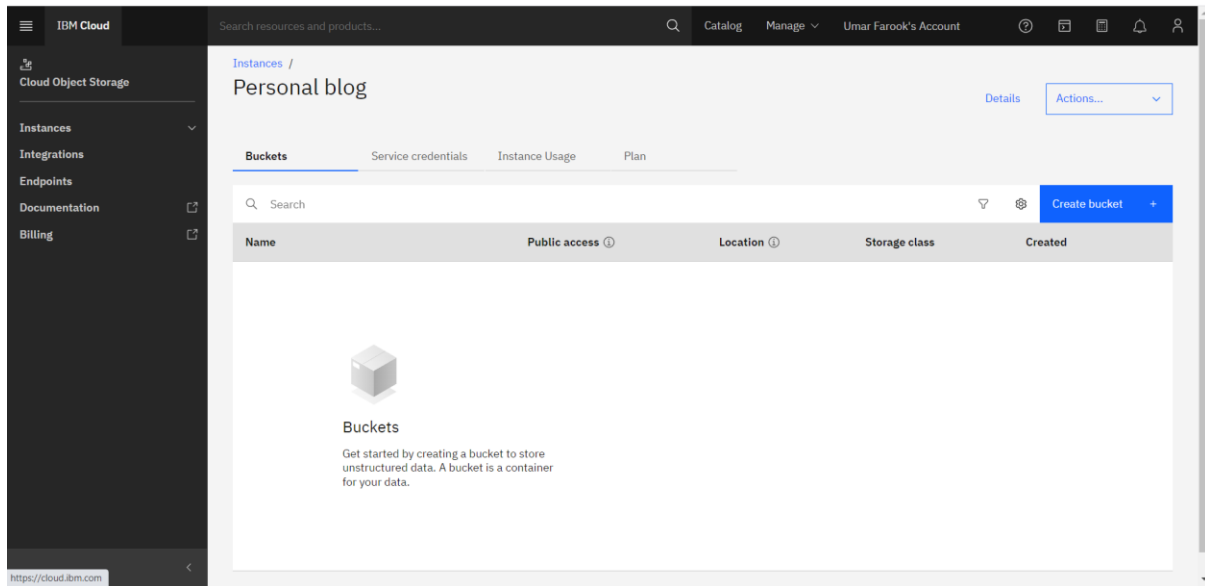 IBM Cloud
Search resources and products...
Catalog
Manage
Umar Farook's Account
Cloud Object Storage
Instances
Integrations
Endpoints
Documentation
Billing
Instances /
Personal blog
Details
Actions...
Buckets
Service credentials
Instance Usage
Plan
Search
Create bucket +
Name
Public access
Location
Storage class
Created
Buckets
Get started by creating a bucket to store
unstructured data. A bucket is a container
for your data.
https://cloud.ibm.com